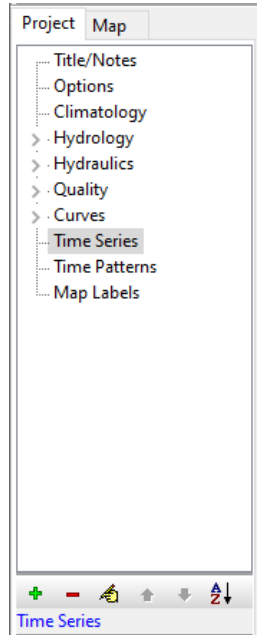 Project Map
Title/Notes
Options
Climatology
Hydrology
Hydraulics
Quality
Curves
Time Series
Time Patterns
Map Labels
A
Z
Time Series